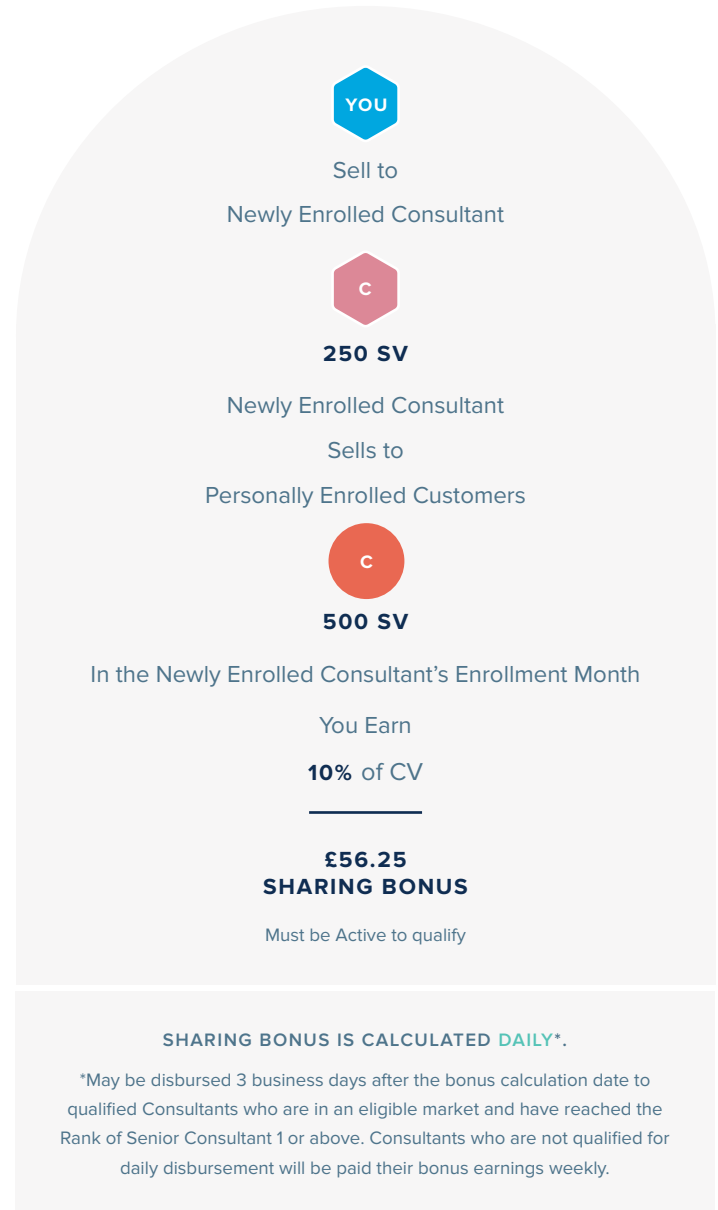 YOU
Sell to
Newly Enrolled Consultant
C
250 SV
Newly Enrolled Consultant
Sells to
Personally Enrolled Customers
C
500 SV
In the Newly Enrolled Consultant’s Enrollment Month
You Earn
10% of CV
£56.25
SHARING BONUS
Must be Active to qualify
SHARING BONUS IS CALCULATED DAILY*.
*May be disbursed 3 business days after the bonus calculation date to
qualified Consultants who are in an eligible market and have reached the
Rank of Senior Consultant 1 or above. Consultants who are not qualified for
daily disbursement will be paid their bonus earnings weekly.